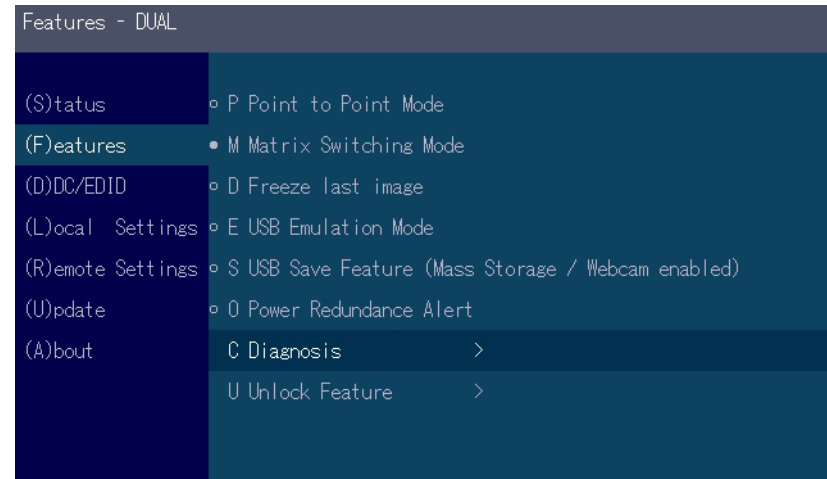 Features - DUAL
(S)tatus
(F)eatures
(D)DC/EDID
(L)ocal Settings
(R)emote Settings
(U)pdate
(A)bout
P Point to Point Mode
M Matrix Switching Mode
D Freeze last image
E USB Emulation Mode
S USB Save Feature (Mass Storage / Webcam enabled)
O Power Redundance Alert
C Diagnosis >
U Unlock Feature >